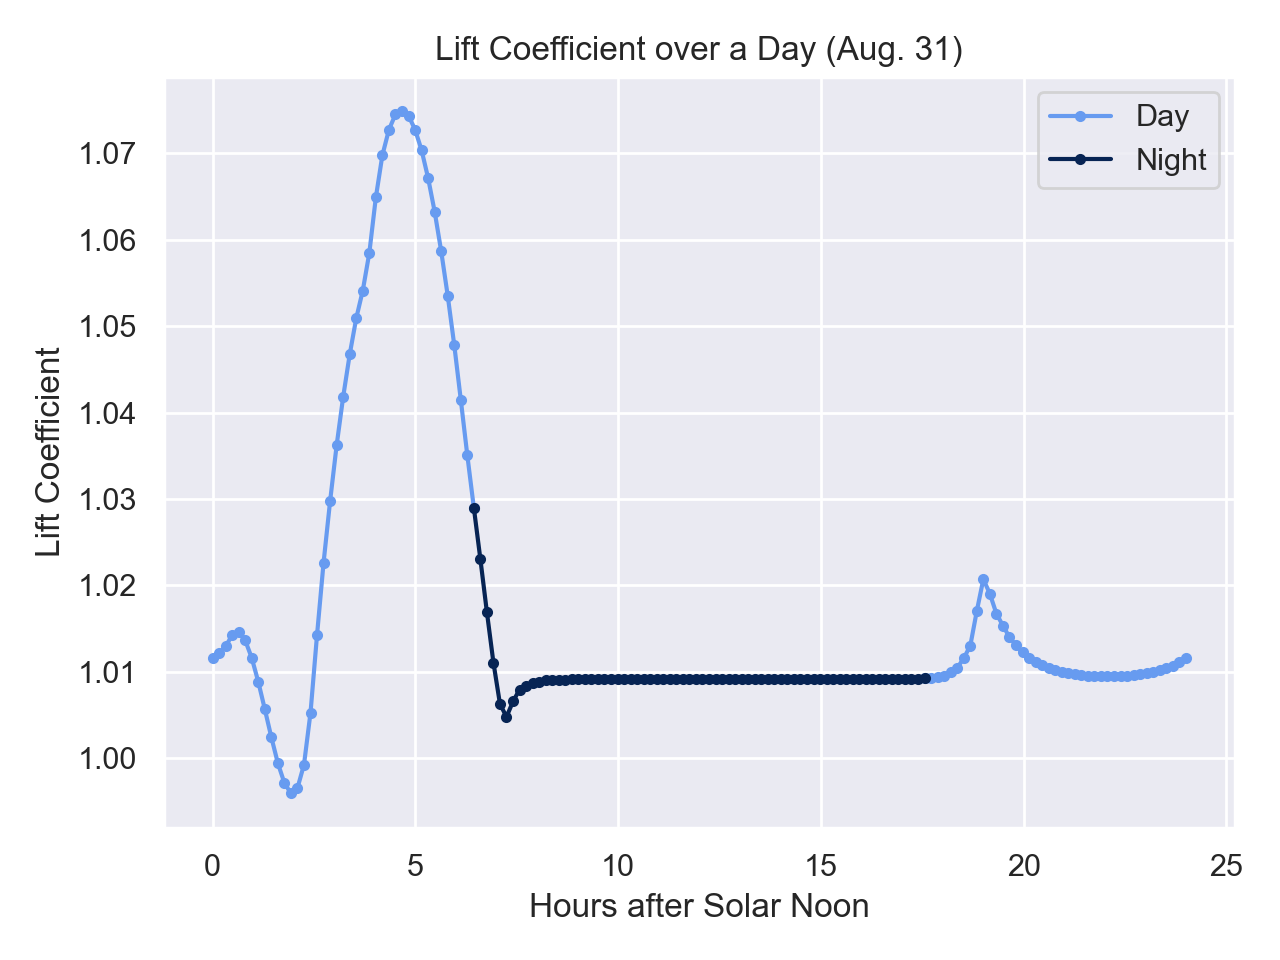 Lift Coefficient over a Day (Aug. 31)
Day
Night
1.07
1.06
1.05
1.04
1.03
1.02
1.01
1.00
Lift Coefficient
0 5 10 15 20 25
Hours after Solar Noon